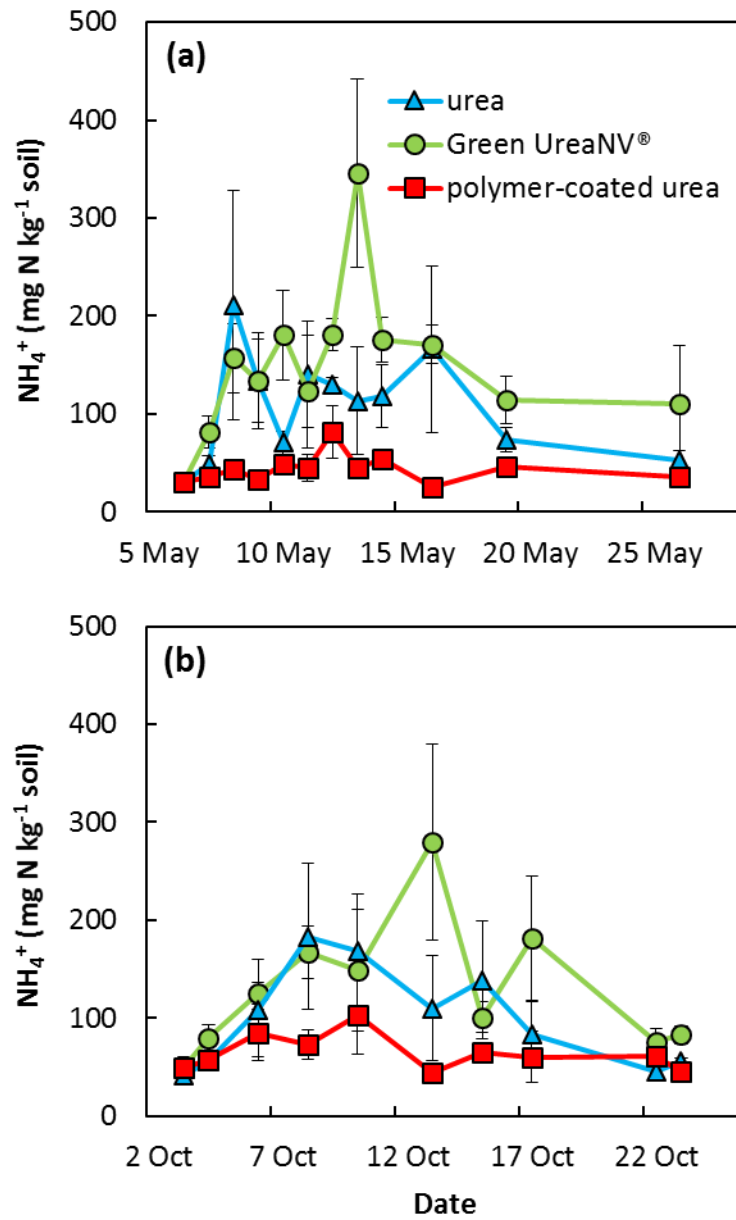 (a)
urea
Green UreaNV®
polymer-coated urea
NH₄⁺ (mg N kg⁻¹ soil)
500
400
300
200
100
0
5 May 10 May 15 May 20 May 25 May
(b)
NH₄⁺ (mg N kg⁻¹ soil)
500
400
300
200
100
0
2 Oct 7 Oct 12 Oct 17 Oct 22 Oct
Date